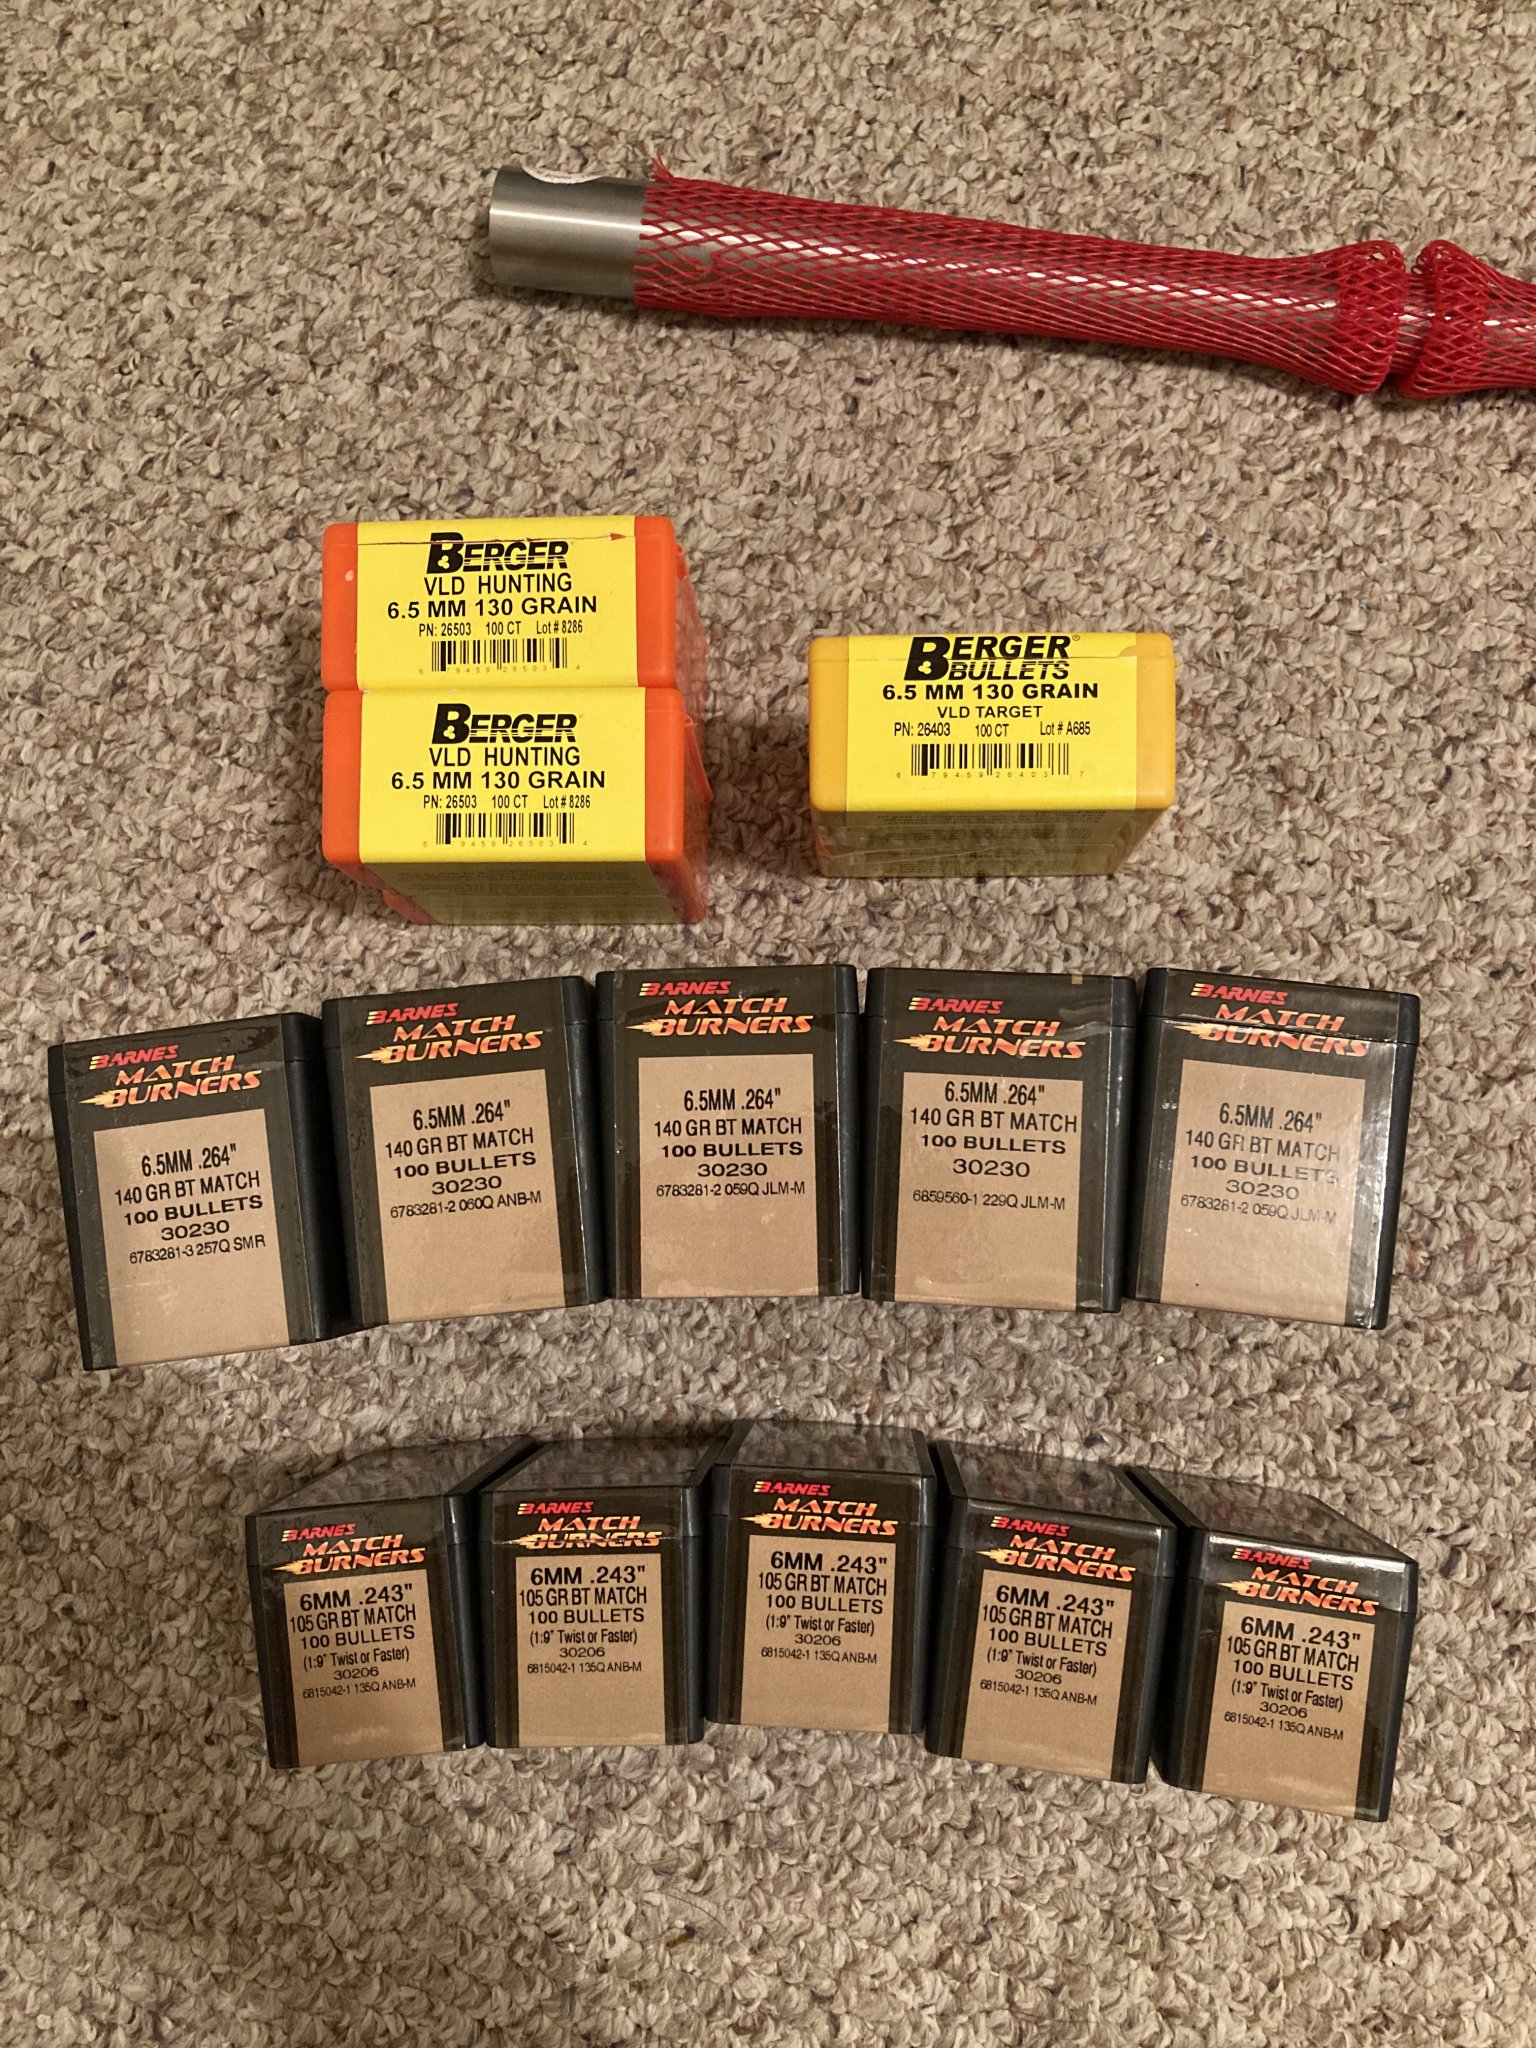 BERGER
VLD HUNTING
6.5 MM 130 GRAIN
PN: 26503 100 CT Lot # 8286
6 79459 26503 4
BERGER
VLD HUNTING
6.5 MM 130 GRAIN
PN: 26503 100 CT Lot # 8286
6 79459 26503 4
BERGER®
BULLETS
6.5 MM 130 GRAIN
VLD TARGET
PN: 26403 100 CT Lot # A685
6 79459 26403 7
BARNES
MATCH
BURNERS
6.5MM .264"
140 GR BT MATCH
100 BULLETS
30230
6783281-3 257Q SMR
BARNES
MATCH
BURNERS
6.5MM .264"
140 GR BT MATCH
100 BULLETS
30230
6783281-2 060Q ANB-M
BARNES
MATCH
BURNERS
6.5MM .264"
140 GR BT MATCH
100 BULLETS
30230
6783281-2 059Q JLM-M
BARNES
MATCH
BURNERS
6.5MM .264"
140 GR BT MATCH
100 BULLETS
30230
6859560-1 229Q JLM-M
BARNES
MATCH
BURNERS
6.5MM .264"
140 GR BT MATCH
100 BULLETS
30230
6783281-2 059Q JLM-M
BARNES
MATCH
BURNERS
6MM .243"
105 GR BT MATCH
100 BULLETS
(1:9" Twist or Faster)
30206
6815042-1 135Q ANB-M
BARNES
MATCH
BURNERS
6MM .243"
105 GR BT MATCH
100 BULLETS
(1:9" Twist or Faster)
30206
6815042-1 135Q ANB-M
BARNES
MATCH
BURNERS
6MM .243"
105 GR BT MATCH
100 BULLETS
(1:9" Twist or Faster)
30206
6815042-1 135Q ANB-M
BARNES
MATCH
BURNERS
6MM .243"
105 GR BT MATCH
100 BULLETS
(1:9" Twist or Faster)
30206
6815042-1 135Q ANB-M
BARNES
MATCH
BURNERS
6MM .243"
105 GR BT MATCH
100 BULLETS
(1:9" Twist or Faster)
30206
6815042-1 135Q ANB-M